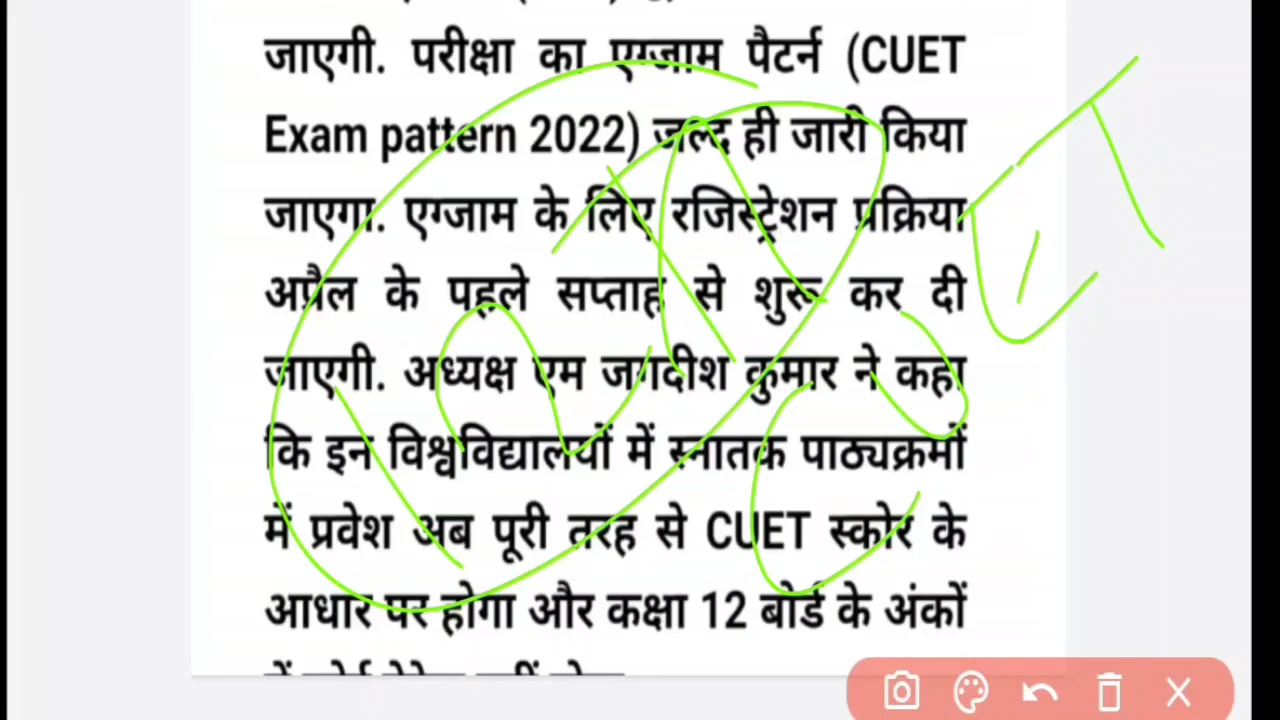 जाएगी. परीक्षा का एग्जाम पैटर्न (CUET
Exam pattern 2022) जल्द ही जारी किया
जाएगा. एग्जाम के लिए रजिस्ट्रेशन प्रक्रिया
अप्रैल के पहले सप्ताह से शुरू कर दी
जाएगी. अध्यक्ष एम जगदीश कुमार ने कहा
कि इन विश्वविद्यालयों में स्नातक पाठ्यक्रमों
में प्रवेश अब पूरी तरह से CUET स्कोर के
आधार पर होगा और कक्षा 12 बोर्ड के अंकों